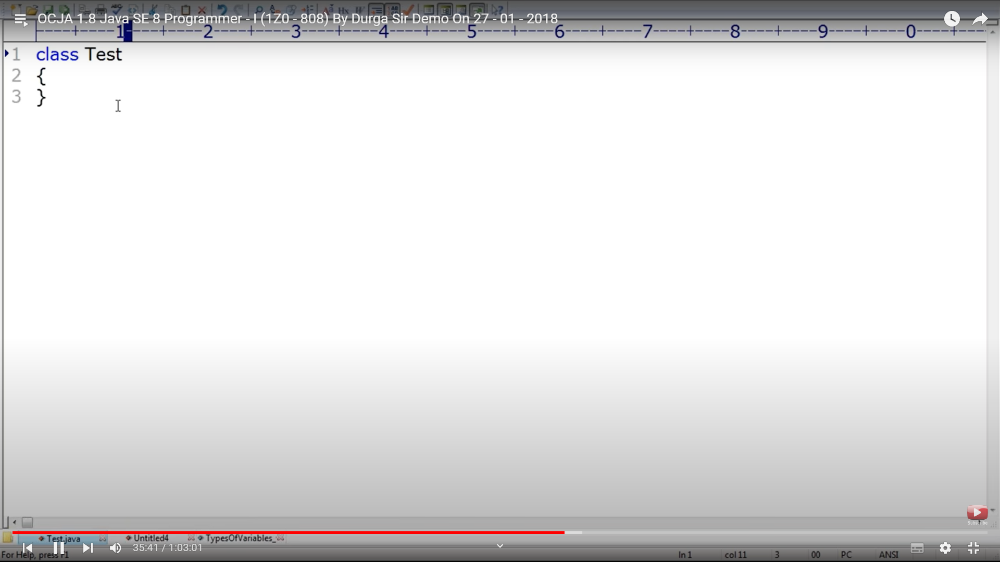 OCJA 1.8 Java SE 8 Programmer - I (1Z0 - 808) By Durga Sir Demo On 27 - 01 - 2018
----+----1----+----2----+----3----+----4----+----5----+----6----+----7----+----8----+----9----+----0----+----
1 class Test
2 {
3 }
Subscribe
Test.java Untitled4 TypesOfVariables_
35:41 / 1:03:01
For Help, press F1 ln 1 col 11 3 00 PC ANSI